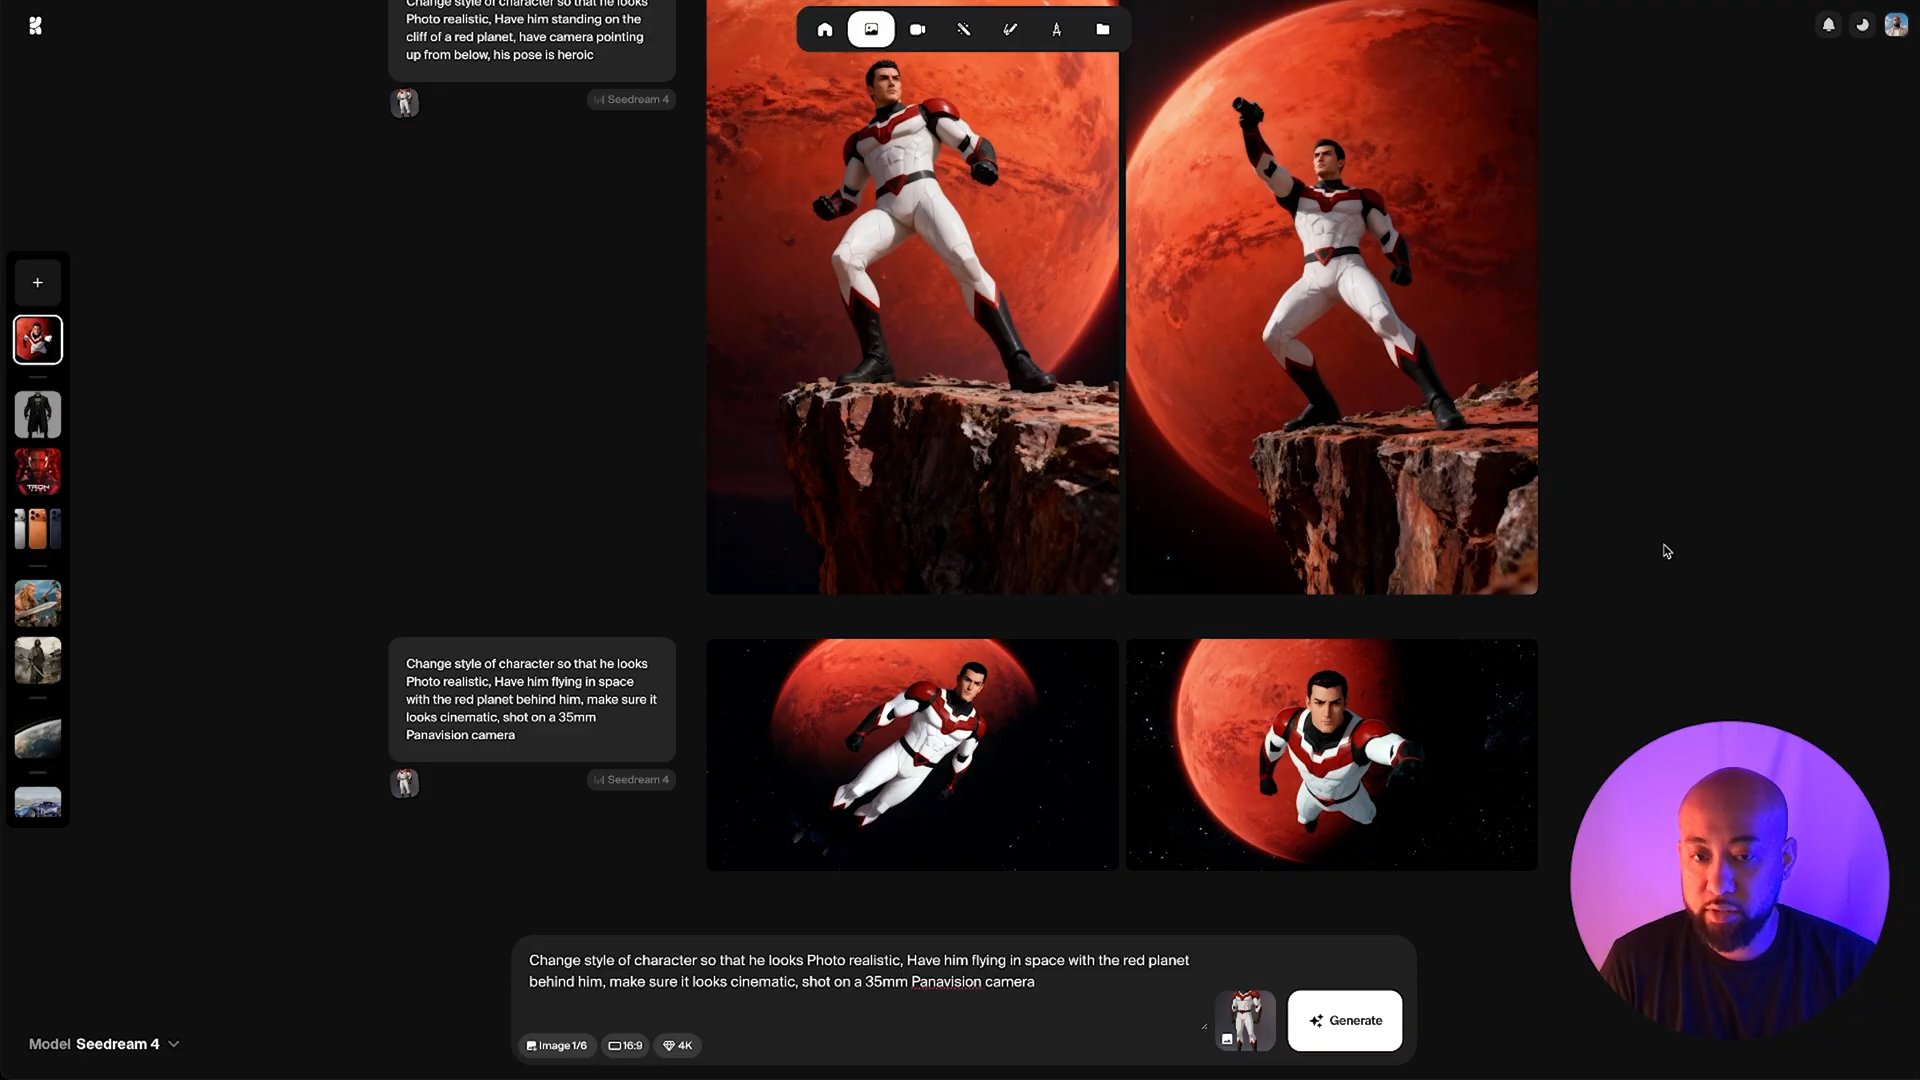 Change style of character so that he looks
Photo realistic, Have him standing on the
cliff of a red planet, have camera pointing
up from below, his pose is heroic
Seedream 4
TRON
Change style of character so that he looks
Photo realistic, Have him flying in space
with the red planet behind him, make sure it
looks cinematic, shot on a 35mm
Panavision camera
Seedream 4
Change style of character so that he looks Photo realistic, Have him flying in space with the red planet
behind him, make sure it looks cinematic, shot on a 35mm Panavision camera
Image 1/6
16:9
4K
Generate
Model Seedream 4